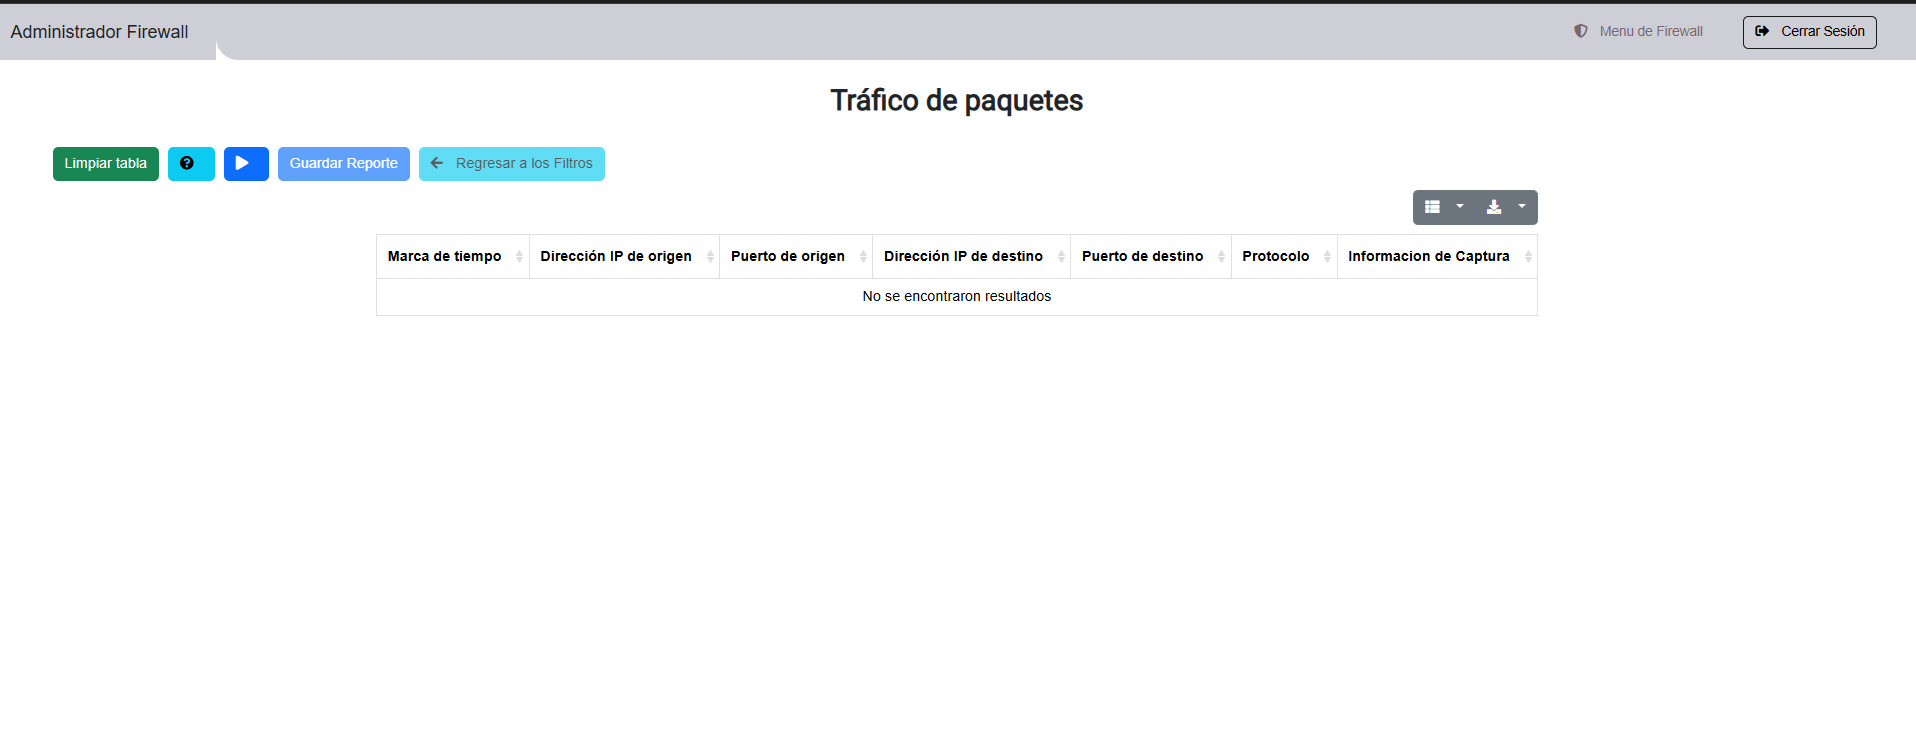 Administrador Firewall
Menu de Firewall
Cerrar Sesión
Tráfico de paquetes
Limpiar tabla
Guardar Reporte
Regresar a los Filtros
Marca de tiempo
Dirección IP de origen
Puerto de origen
Dirección IP de destino
Puerto de destino
Protocolo
Informacion de Captura
No se encontraron resultados